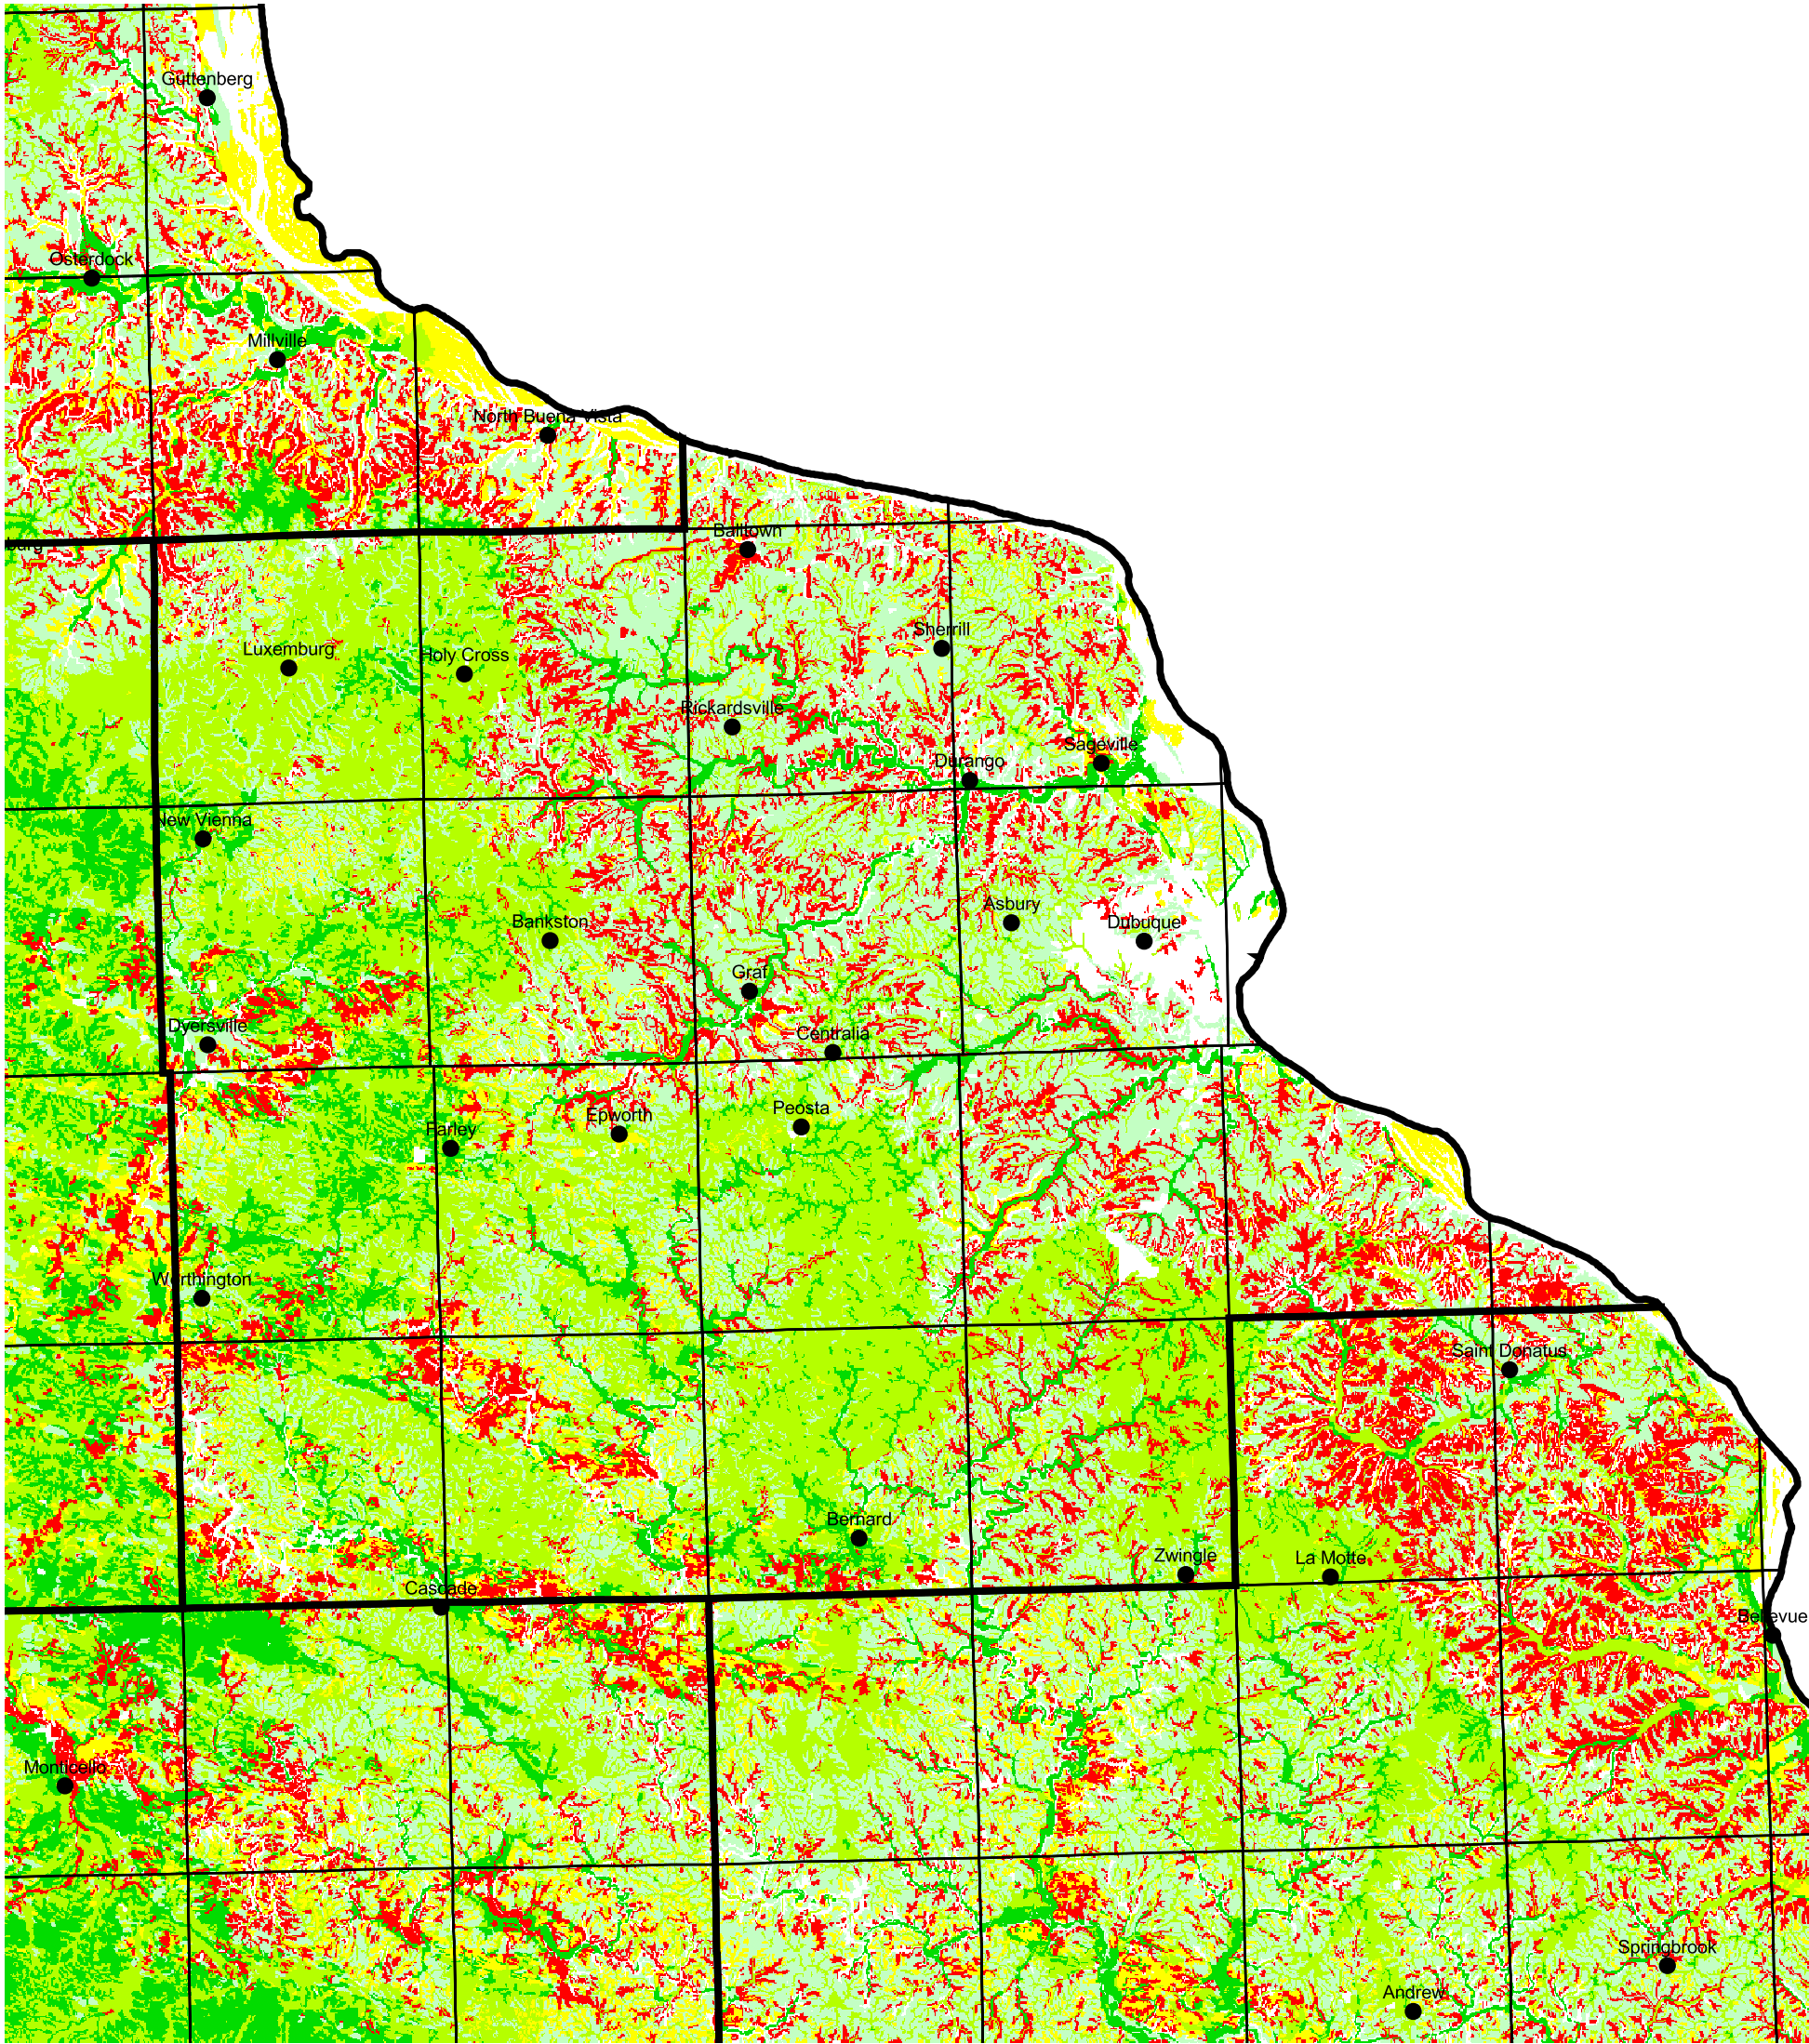 Guttenberg
Osterdock
Millville
North Buena Vista
Balltown
burg
Sherrill
Luxemburg
Holy Cross
Rickardsville
Sageville
Durango
New Vienna
Asbury
Bankston
Dubuque
Graf
Dyersville
Centralia
Peosta
Epworth
Farley
Worthington
Saint Donatus
Bernard
Zwingle
La Motte
Cascade
Bellevue
Monticello
Springbrook
Andrew